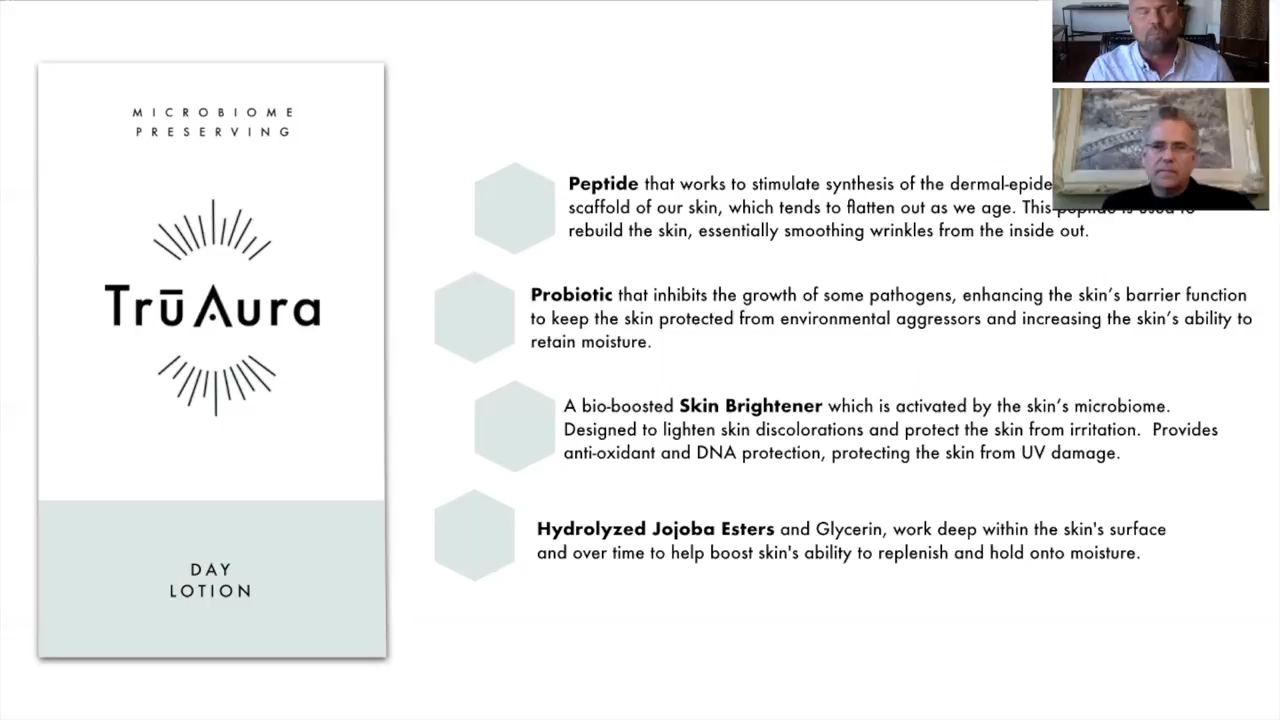 MICROBIOME
PRESERVING
TrūAura
DAY
LOTION
Peptide that works to stimulate synthesis of the
scaffold of our skin, which tends to flatten out as we age. This peptide is used to
rebuild the skin, essentially smoothing wrinkles from the inside out.
Probiotic that inhibits the growth of some pathogens, enhancing the skin’s barrier function
to keep the skin protected from environmental aggressors and increasing the skin’s ability to
retain moisture.
A bio-boosted Skin Brightener which is activated by the skin’s microbiome.
Designed to lighten skin discolorations and protect the skin from irritation. Provides
anti-oxidant and DNA protection, protecting the skin from UV damage.
Hydrolyzed Jojoba Esters and Glycerin, work deep within the skin's surface
and over time to help boost skin's ability to replenish and hold onto moisture.